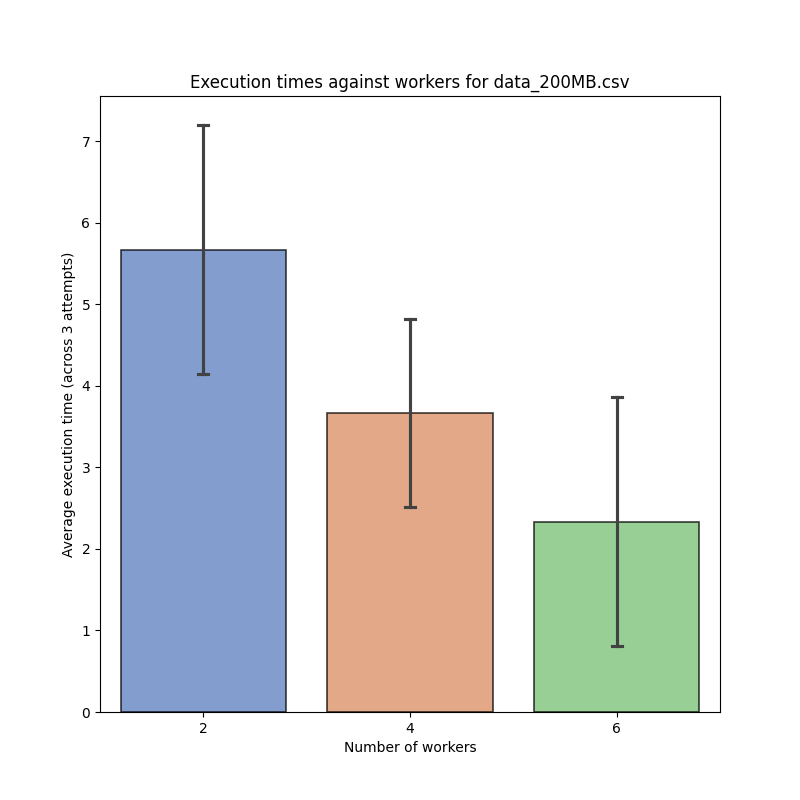 Execution times against workers for data_200MB.csv
Average execution time (across 3 attempts)
7
6
5
4
3
2
1
0
2 4 6
Number of workers